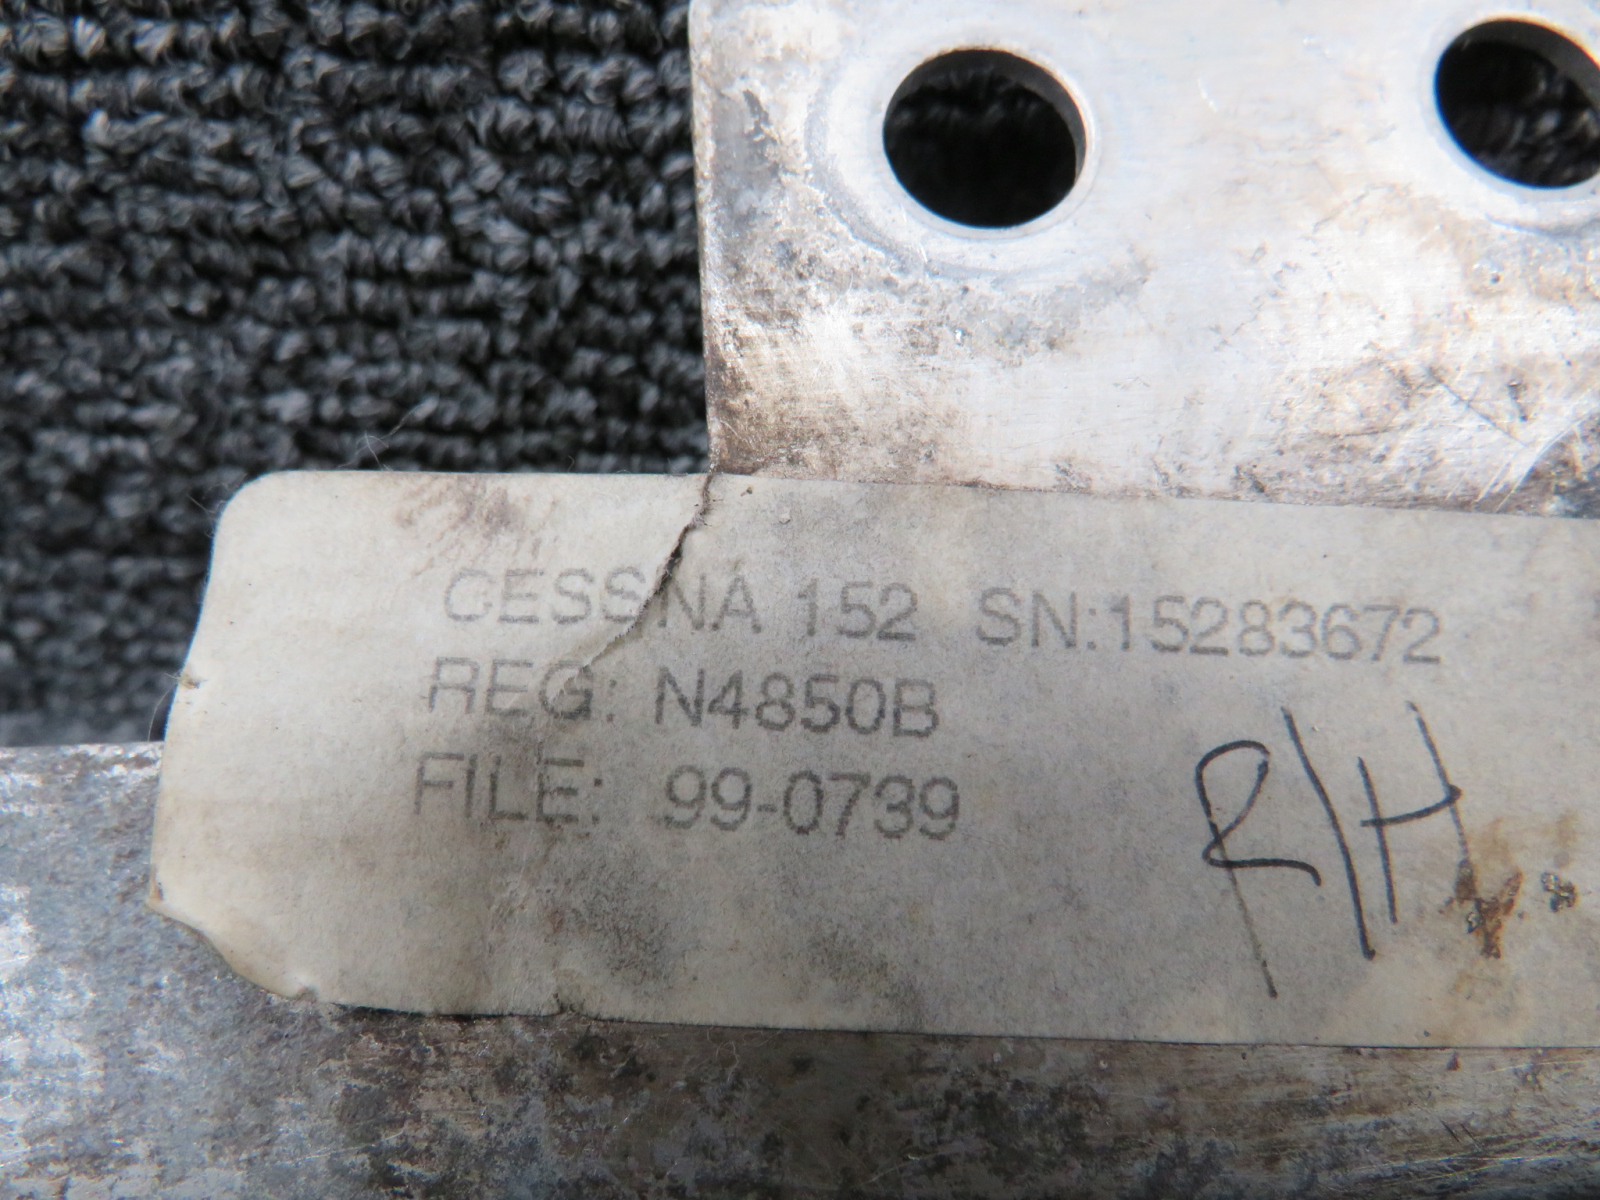 CESSNA 152 SN:15283672
REG: N4850B
FILE: 99-0739
R/H